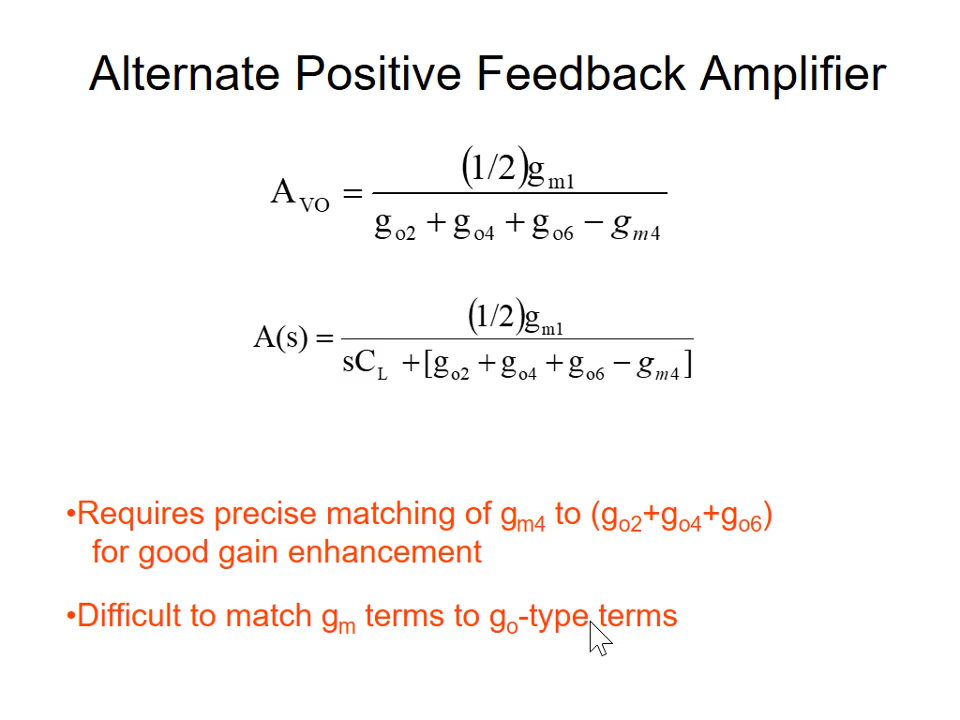 Alternate Positive Feedback Amplifier
A_VO = (1/2)g_m1 / (g_o2 + g_o4 + g_o6 − g_m4)
A(s) = (1/2)g_m1 / (sC_L + [g_o2 + g_o4 + g_o6 − g_m4])
•Requires precise matching of g_m4 to (g_o2+g_o4+g_o6)
for good gain enhancement
•Difficult to match g_m terms to g_o-type terms